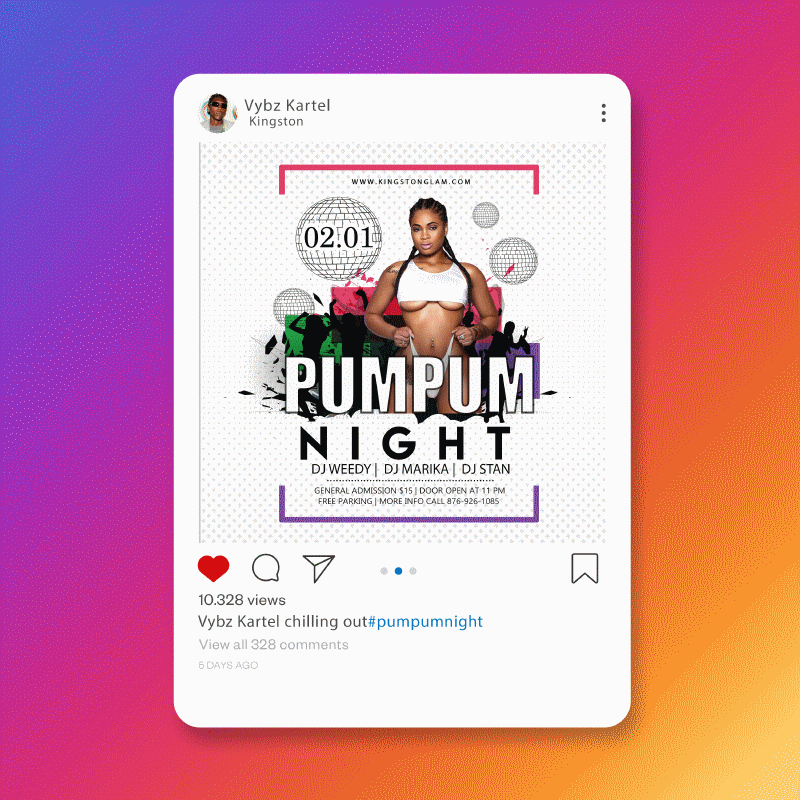 Vybz Kartel
Kingston
WWW.KINGSTONGLAM.COM
02.01
PUMPUM
NIGHT
DJ WEEDY | DJ MARIKA | DJ STAN
GENERAL ADMISSION $15 | DOOR OPEN AT 11 PM
FREE PARKING | MORE INFO CALL 876-926-1085
10.328 views
Vybz Kartel chilling out#pumpumnight
View all 328 comments
5 DAYS AGO